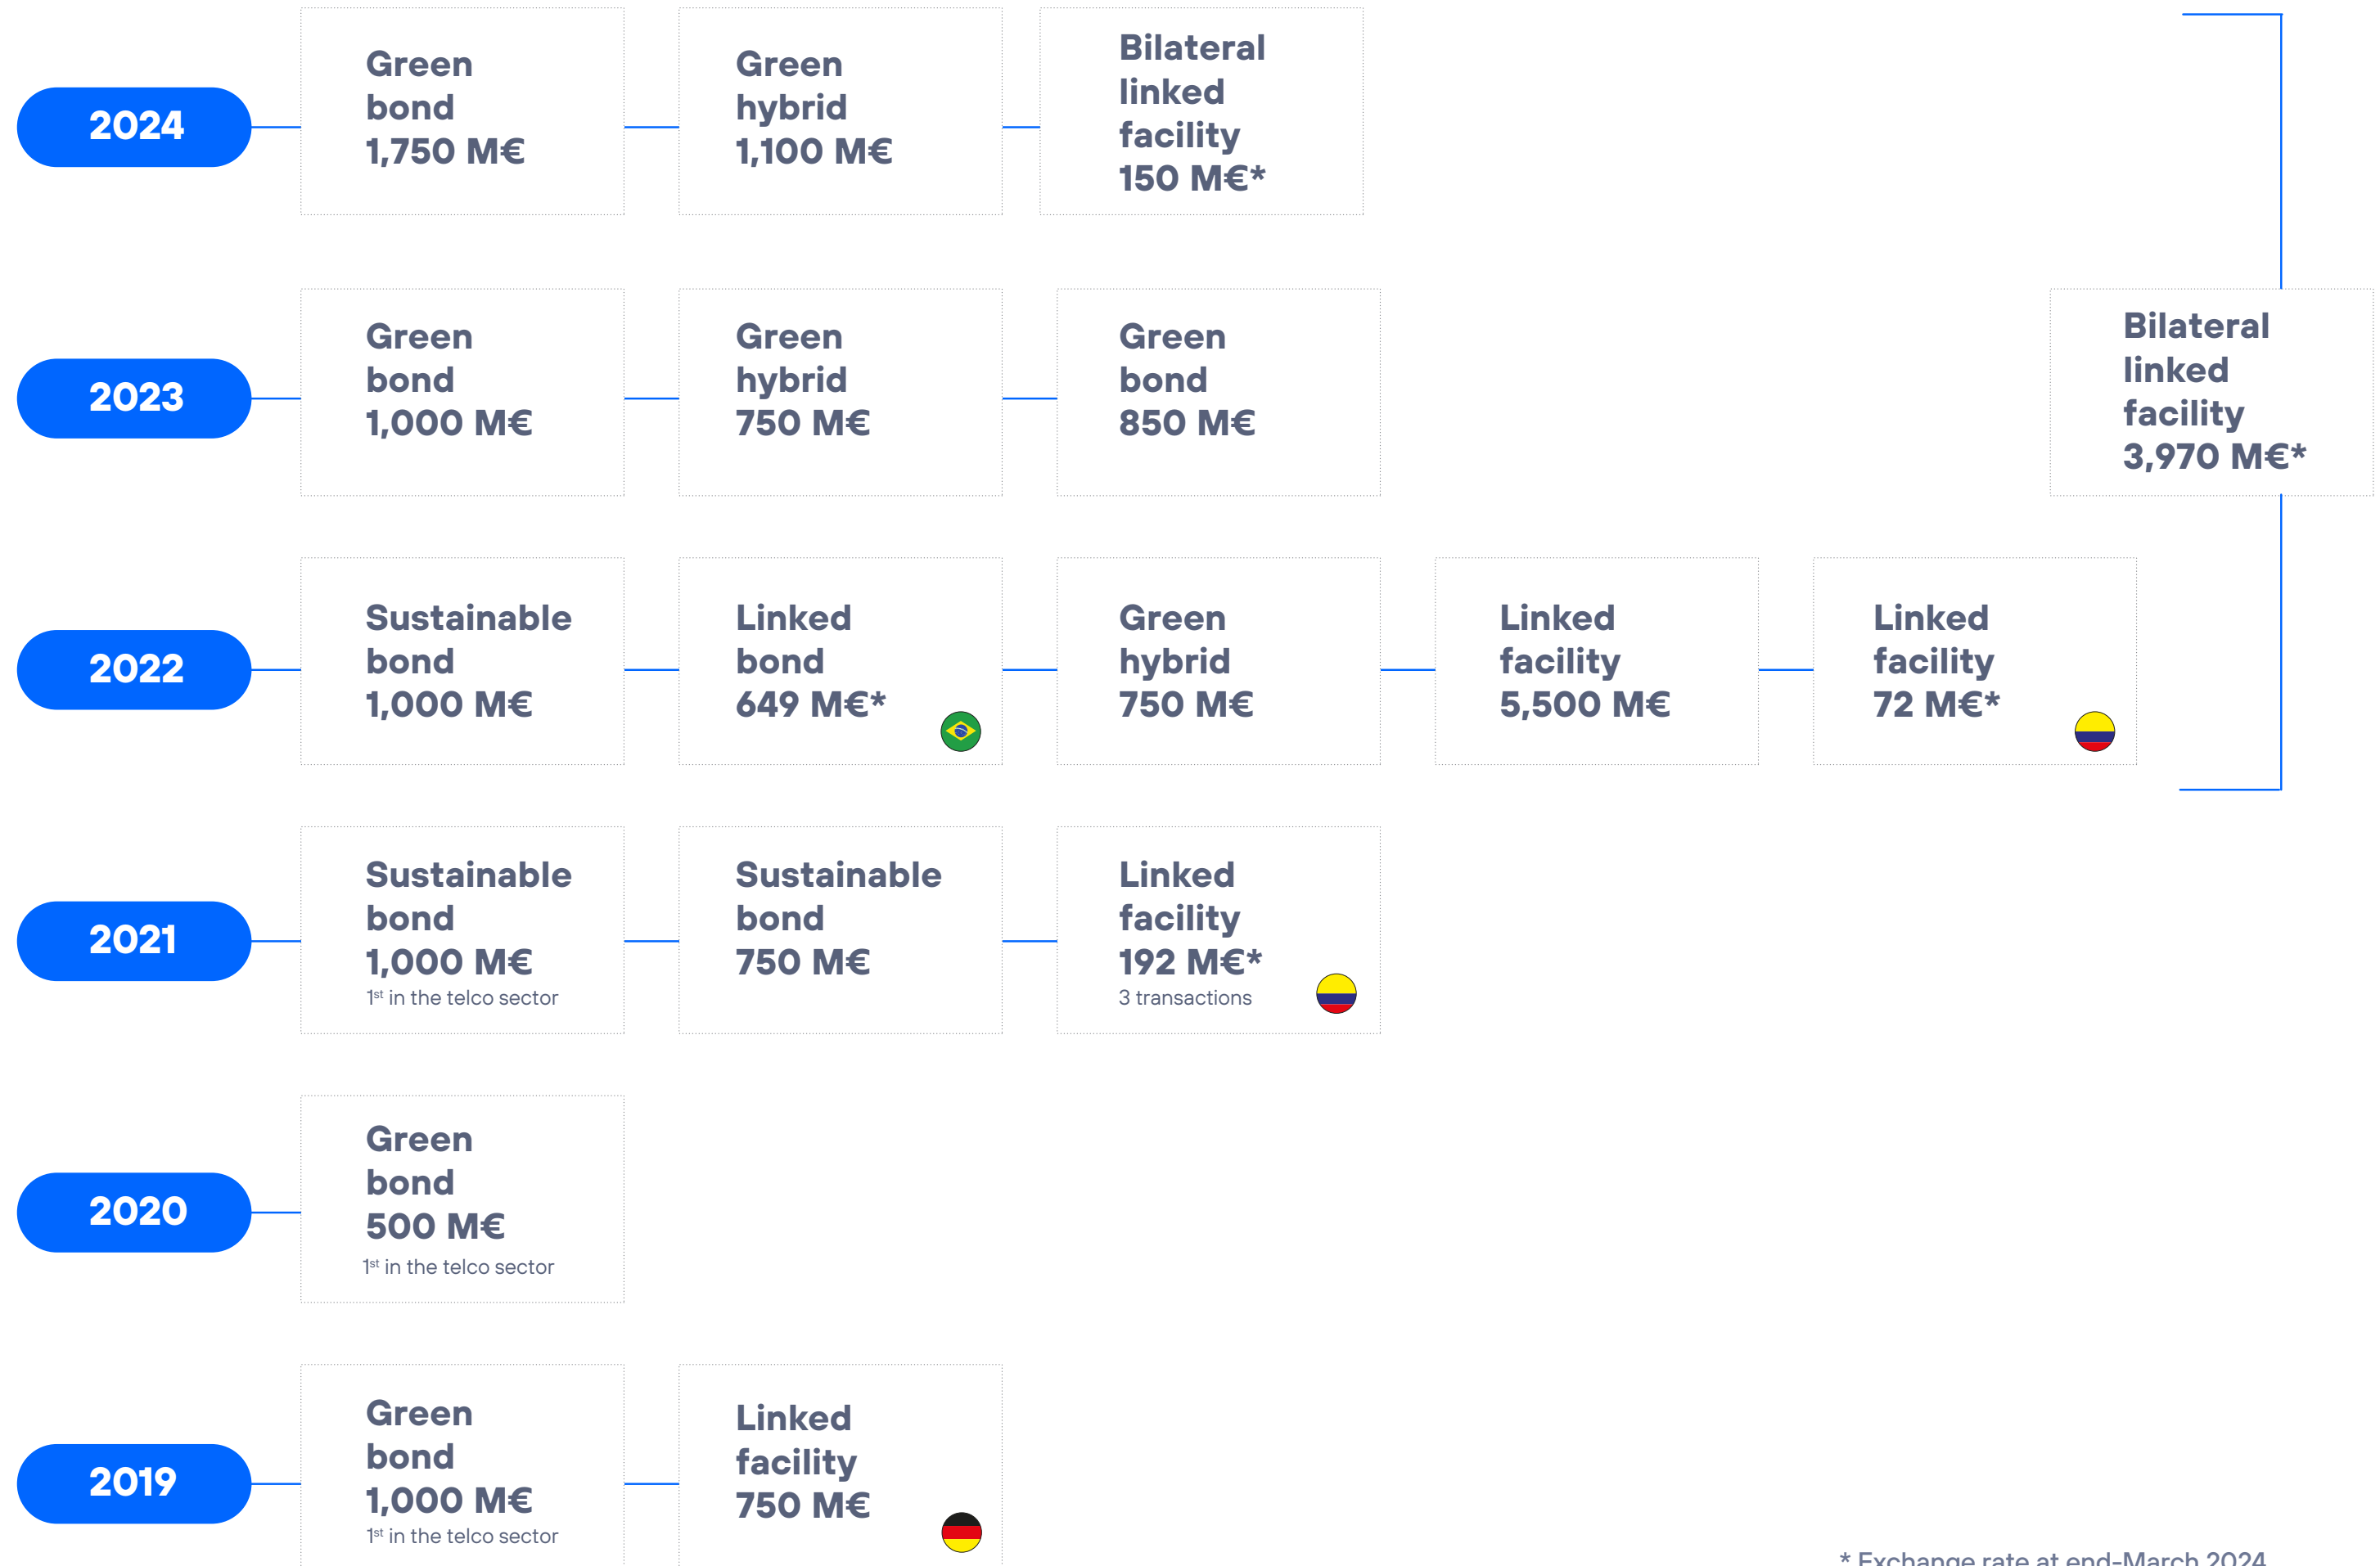 2024
Green
bond
1,750 M€
Green
hybrid
1,100 M€
Bilateral
linked
facility
150 M€*
2023
Green
bond
1,000 M€
Green
hybrid
750 M€
Green
bond
850 M€
Bilateral
linked
facility
3,970 M€*
2022
Sustainable
bond
1,000 M€
Linked
bond
649 M€*
Green
hybrid
750 M€
Linked
facility
5,500 M€
Linked
facility
72 M€*
2021
Sustainable
bond
1,000 M€
1st in the telco sector
Sustainable
bond
750 M€
Linked
facility
192 M€*
3 transactions
2020
Green
bond
500 M€
1st in the telco sector
2019
Green
bond
1,000 M€
1st in the telco sector
Linked
facility
750 M€
* Exchange rate at end-March 2024